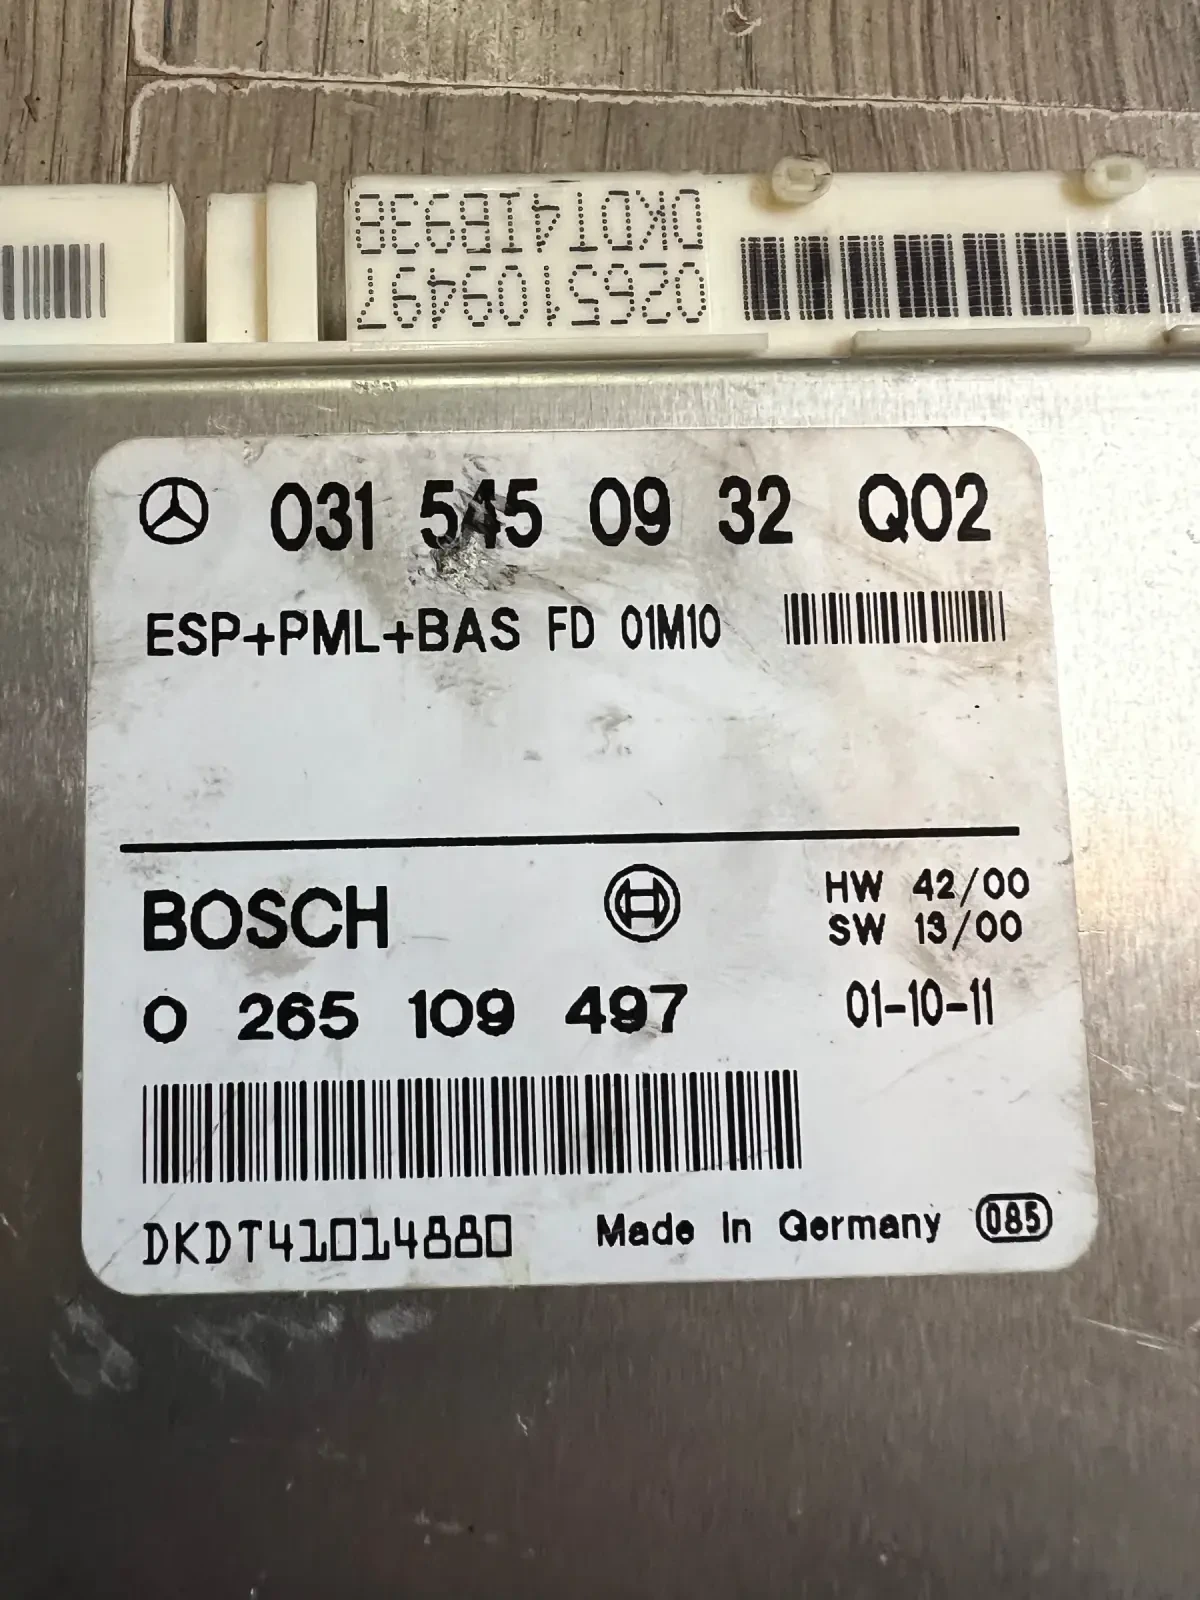 DKDT41B938
0265109497
031 545 09 32 Q02
ESP+PML+BAS FD 01M10
BOSCH
HW 42/00
SW 13/00
0 265 109 497
01-10-11
DKDT41014880
Made In Germany 085